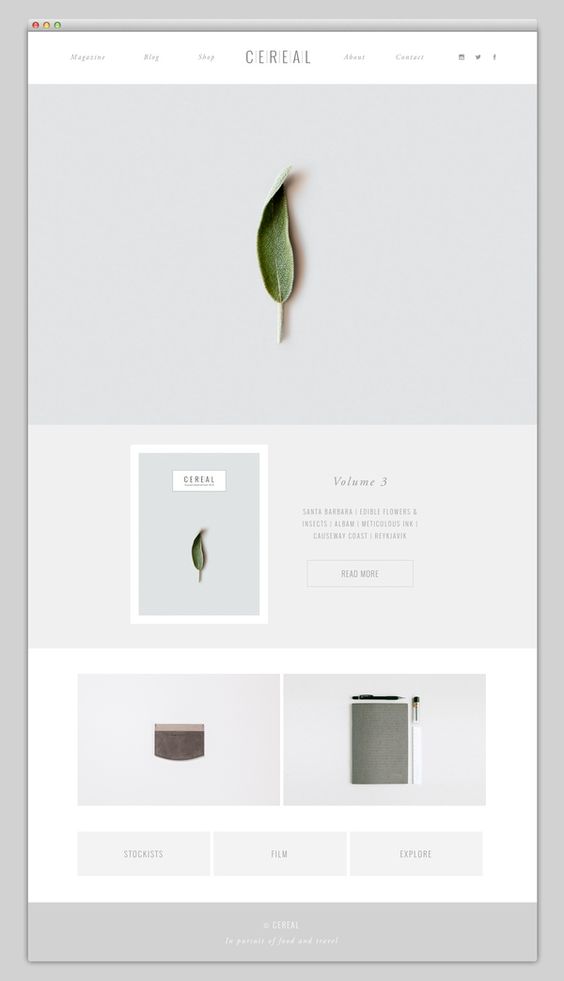 Magazine
Blog
Shop
CEREAL
About
Contact
CEREAL
Volume 3
SANTA BARBARA | EDIBLE FLOWERS &
INSECTS | ALBAM | METICULOUS INK |
CAUSEWAY COAST | REYKJAVIK
READ MORE
STOCKISTS
FILM
EXPLORE
© CEREAL
In pursuit of food and travel